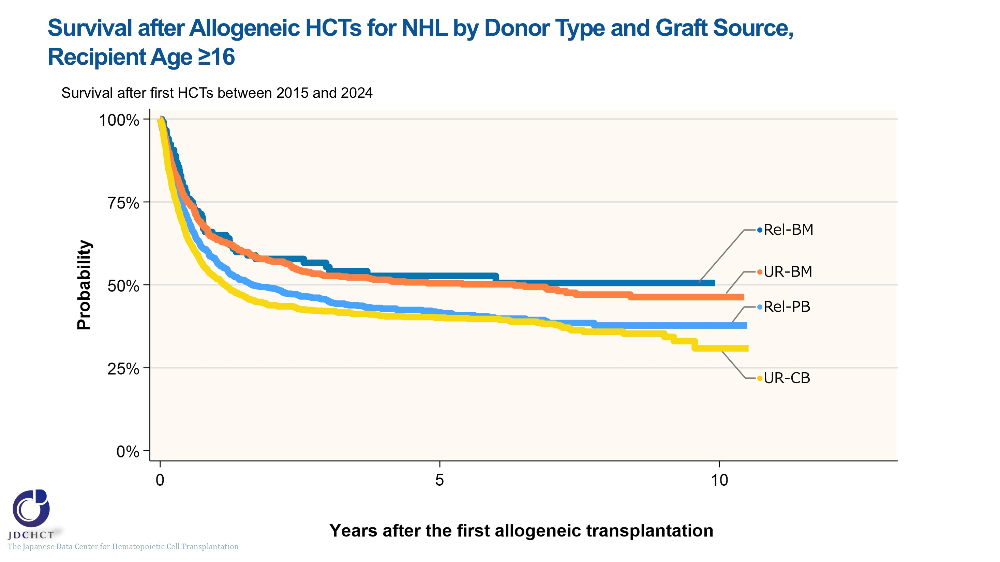 Survival after Allogeneic HCTs for NHL by Donor Type and Graft Source,
Recipient Age ≥16
Survival after first HCTs between 2015 and 2024
100%
75%
50%
25%
0%
Probability
Rel-BM
UR-BM
Rel-PB
UR-CB
0
5
10
Years after the first allogeneic transplantation
JDCHCT
The Japanese Data Center for Hematopoietic Cell Transplantation